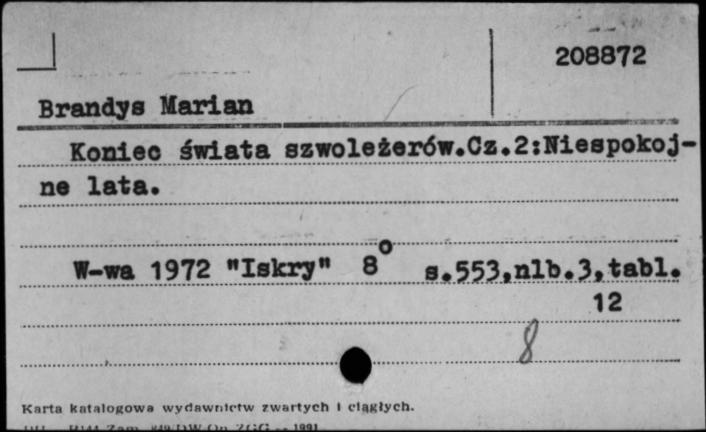 208872
Brandys Marian
Koniec świata szwoleżerów.Cz.2:Niespokoj-
ne lata.
W-wa 1972 "Iskry" 8º s.553,nlb.3,tabl.
12
8
Karta katalogowa wydawnictw zwartych i ciągłych.